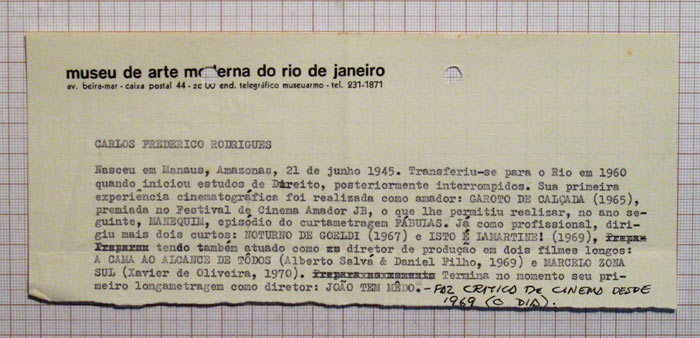 museu de arte moderna do rio de janeiro
av. beira-mar - caixa postal 44 - zc 00 end. telegráfico museuarmo - tel. 231-1871
CARLOS FREDERICO RODRIGUES
Nasceu em Manaus, Amazonas, 21 de junho 1945. Transferiu-se para o Rio em 1960
quando iniciou estudos de Direito, posteriormente interrompidos. Sua primeira
experiencia cinematográfica foi realizada como amador: GAROTO DE CALÇADA (1965),
premiada no Festival de Cinema Amador JB, o que lhe permitiu realizar, no ano se-
guinte, MANEQUIM, episódio do curtametragem FÁBULAS. Já como profissional, diri-
giu mais dois curtos: NOTURNO DE GOELDI (1967) e ISTO É LAMARTINE! (1969),
tendo também atuado como diretor de produção em dois filmes longos:
A CAMA AO ALCANCE DE TÔDOS (Alberto Salvá & Daniel Filho, 1969) e MARCELO ZONA
SUL (Xavier de Oliveira, 1970). Termina no momento seu pri-
meiro longametragem como diretor: JOÃO TEM MÊDO. - FOZ CRITICO DE CINEMA DESDE
1969 (O DIA).